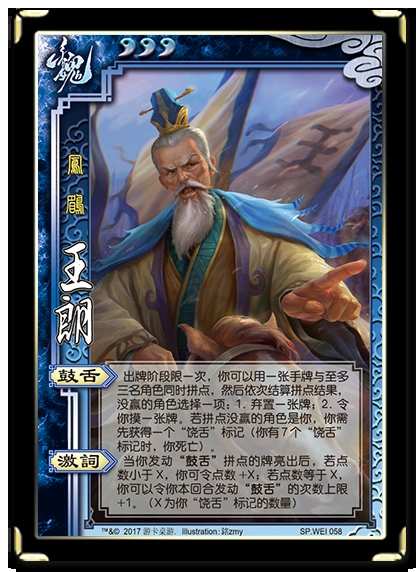 魏
鳳鶥
王朗
鼓舌
出牌阶段限一次，你可以用一张手牌与至多
三名角色同时拼点，然后依次结算拼点结果，
没赢的角色选择一项：1. 弃置一张牌；2. 令
你摸一张牌。若拼点没赢的角色是你，你需
先获得一个“饶舌”标记（你有7个“饶舌”
标记时，你死亡）。
激詞
当你发动“鼓舌”拼点的牌亮出后，若点
数小于X，你可令点数+X；若点数等于X，
你可以令你本回合发动“鼓舌”的次数上限
+1。（X为你“饶舌”标记的数量）
™&© 2017 游卡桌游. Illustration：銘zmy
SP.WEI 058